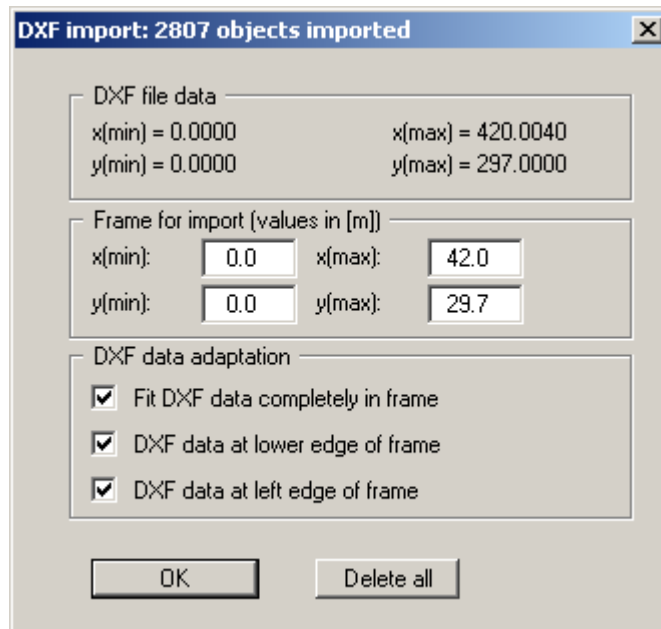 DXF import: 2807 objects imported
DXF file data
x(min) = 0.0000 x(max) = 420.0040
y(min) = 0.0000 y(max) = 297.0000
Frame for import (values in [m])
x(min): 0.0 x(max): 42.0
y(min): 0.0 y(max): 29.7
DXF data adaptation
Fit DXF data completely in frame
DXF data at lower edge of frame
DXF data at left edge of frame
OK Delete all